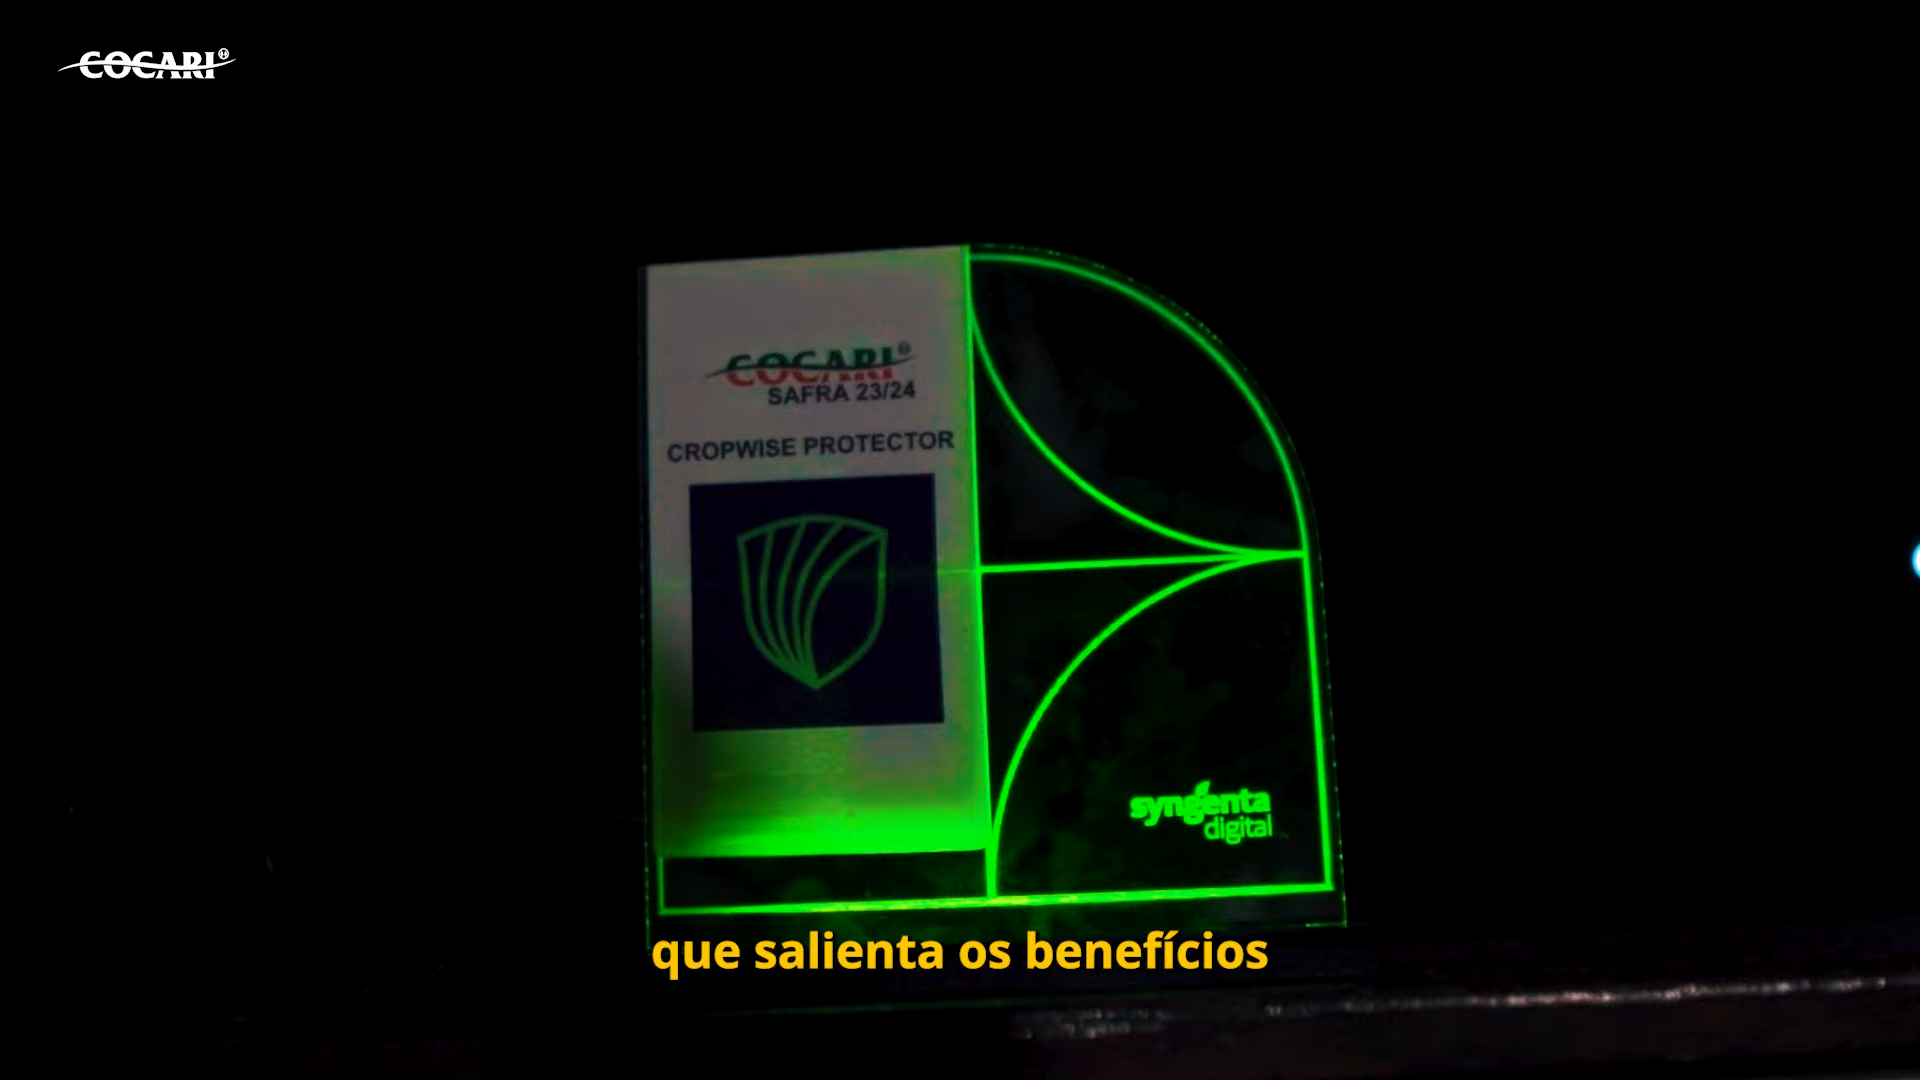 COCARI
COCARI
SAFRA 23/24
CROPWISE PROTECTOR
syngenta
digital
que salienta os benefícios